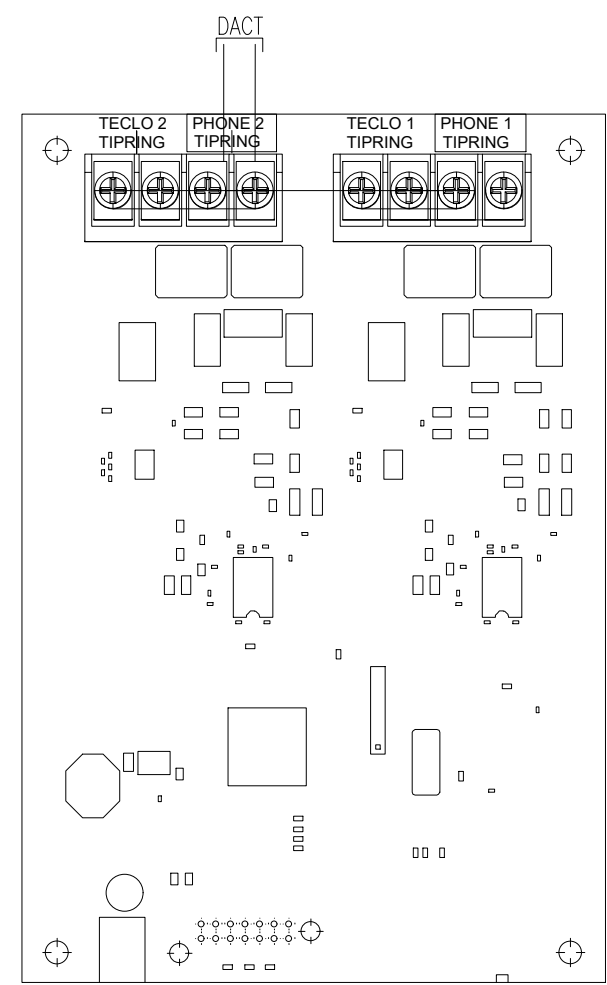 DACT
TECLO 2
TIPRING
PHONE 2
TIPRING
TECLO 1
TIPRING
PHONE 1
TIPRING